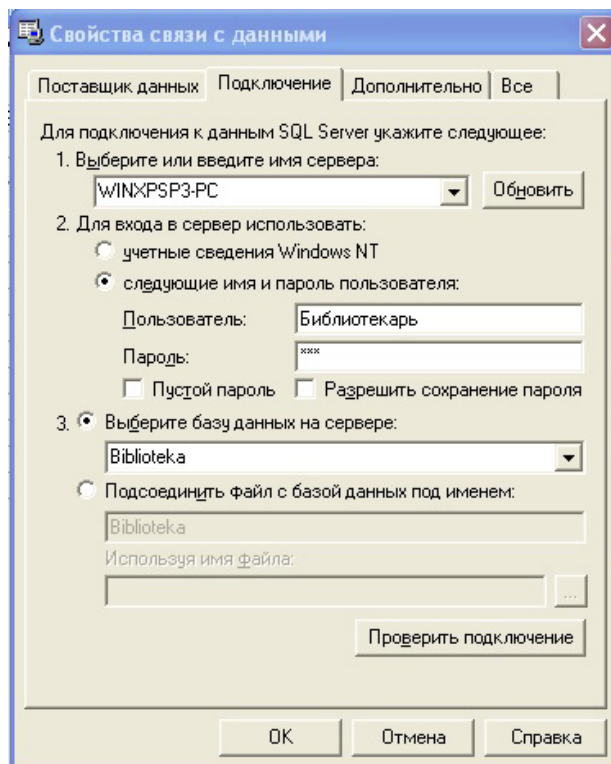 Свойства связи с данными
Поставщик данных Подключение Дополнительно Все
Для подключения к данным SQL Server укажите следующее:
1. Выберите или введите имя сервера:
WINXPSP3-PC Обновить
2. Для входа в сервер использовать:
учетные сведения Windows NT
следующие имя и пароль пользователя:
Пользователь: Библиотекарь
Пароль: ***
Пустой пароль Разрешить сохранение пароля
3. Выберите базу данных на сервере:
Biblioteka
Подсоединить файл с базой данных под именем:
Biblioteka
Используя имя файла:
...
Проверить подключение
OK Отмена Справка